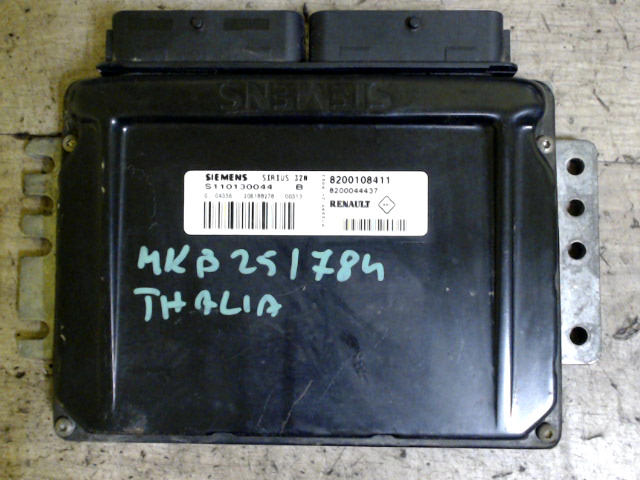 SIEMENS
SIEMENS SIRIUS 32N
S110130044 B
8200108411
8200044437
RENAULT
MKB 251784
THALIA